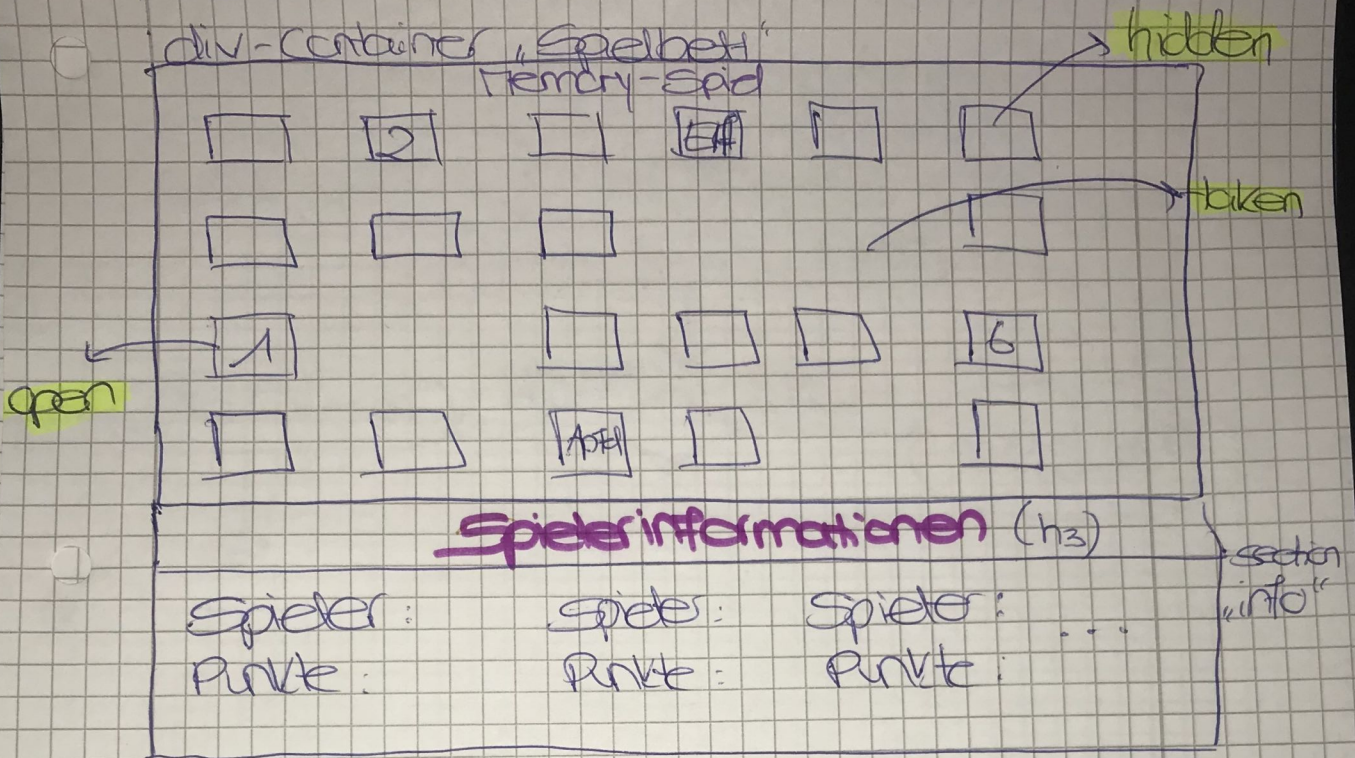 div-Container „Spielbett"
hidden
Memory-Spiel
2
taken
1
6
open
Apfel
Spielerinformationen (h3)
section
„info"
Spieler: Spieler: Spieler: ...
Punkte: Punkte: Punkte: